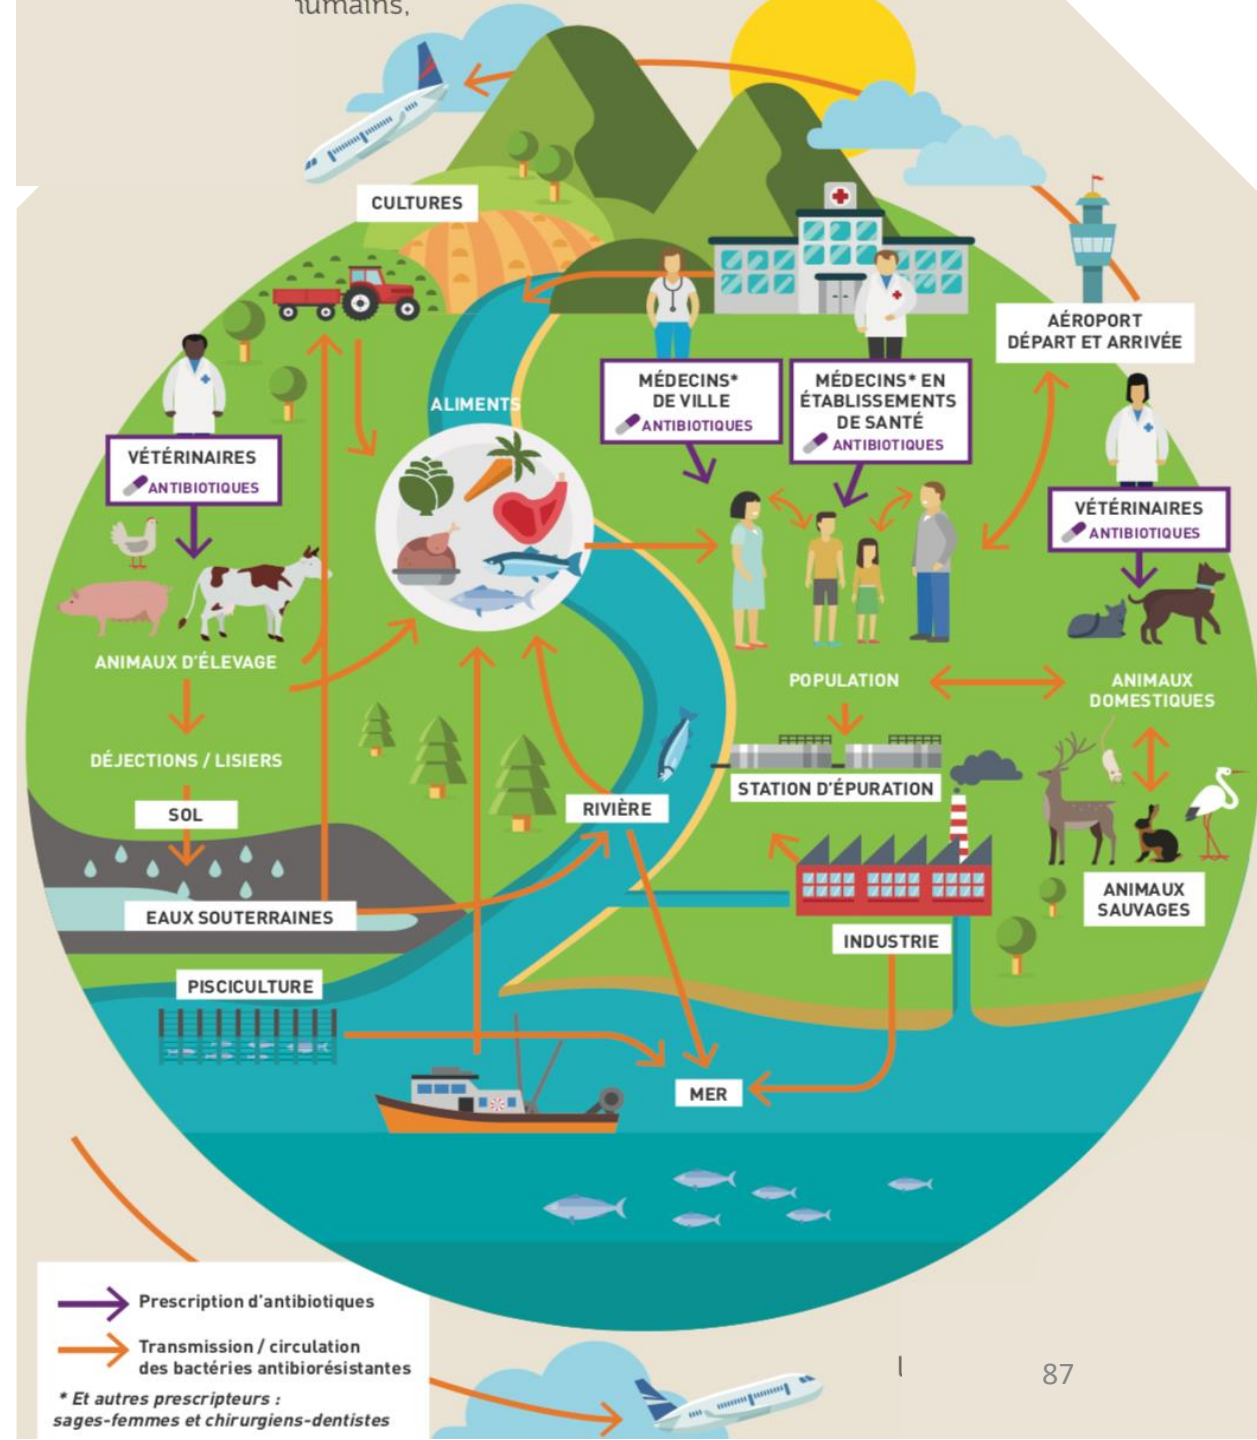 humains,
CULTURES
AÉROPORT
DÉPART ET ARRIVÉE
MÉDECINS*
DE VILLE
ANTIBIOTIQUES
MÉDECINS* EN
ÉTABLISSEMENTS
DE SANTÉ
ANTIBIOTIQUES
ALIMENTS
VÉTÉRINAIRES
ANTIBIOTIQUES
VÉTÉRINAIRES
ANTIBIOTIQUES
ANIMAUX D'ÉLEVAGE
POPULATION
ANIMAUX
DOMESTIQUES
DÉJECTIONS / LISIERS
STATION D'ÉPURATION
SOL
RIVIÈRE
ANIMAUX
SAUVAGES
EAUX SOUTERRAINES
INDUSTRIE
PISCICULTURE
MER
Prescription d'antibiotiques
Transmission / circulation
des bactéries antibiorésistantes
* Et autres prescripteurs :
sages-femmes et chirurgiens-dentistes
87